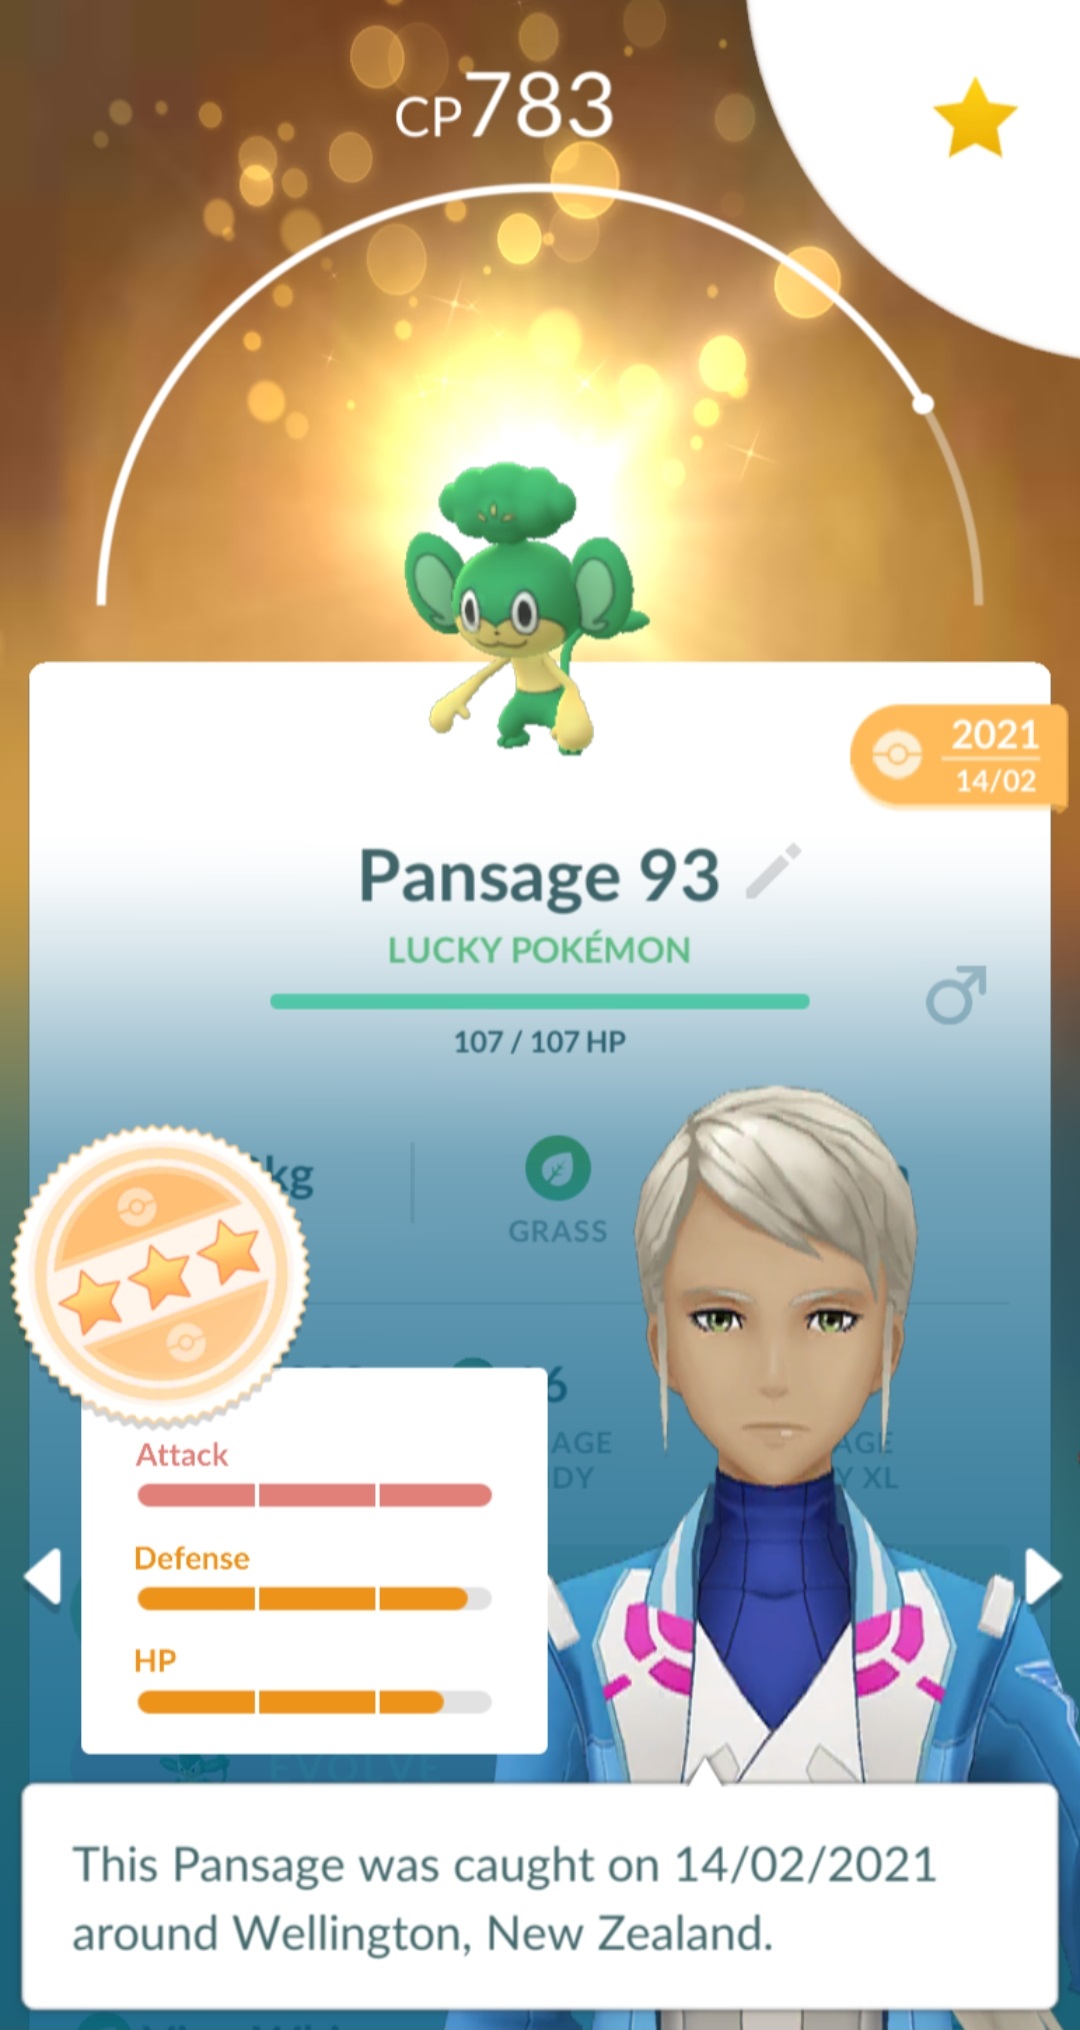 CP783
2021
14/02
Pansage 93
LUCKY POKÉMON
107 / 107 HP
kg
GRASS
6
AGE
AGE
DY
Y XL
Attack
Defense
HP
EVOLVE
This Pansage was caught on 14/02/2021
around Wellington, New Zealand.